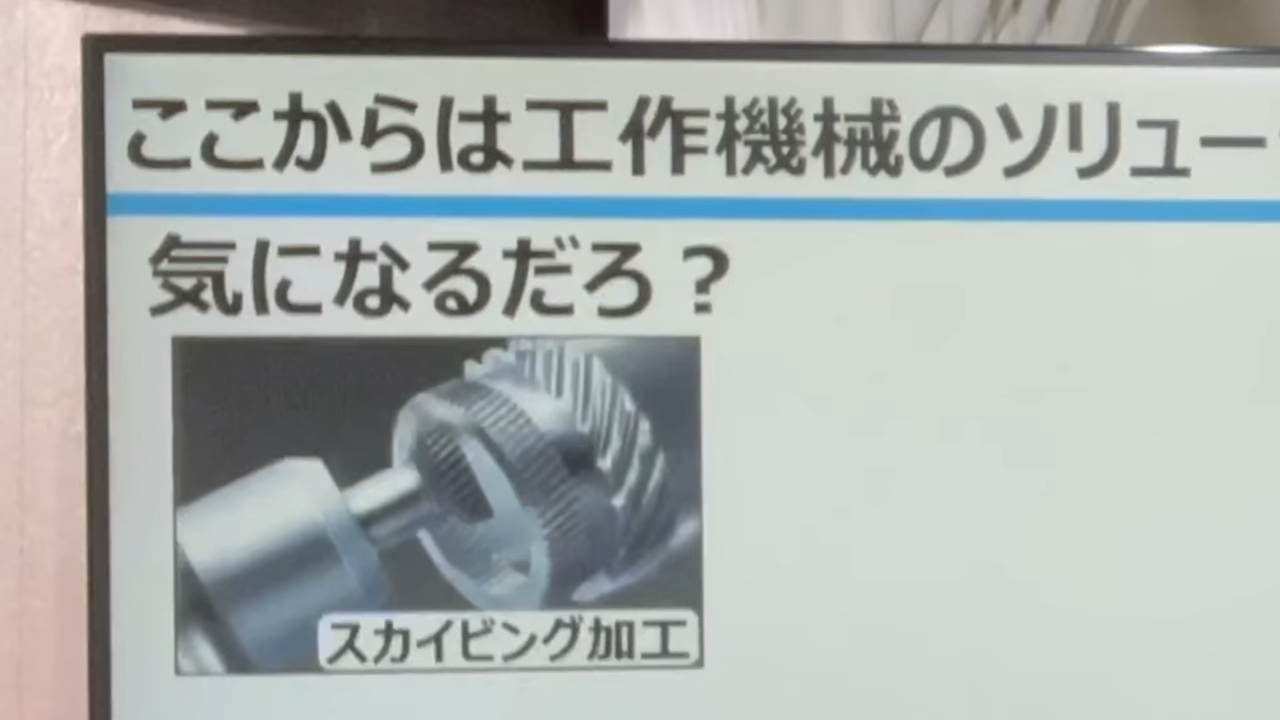 ここからは工作機械のソリュー
気になるだろ？
スカイビング加工